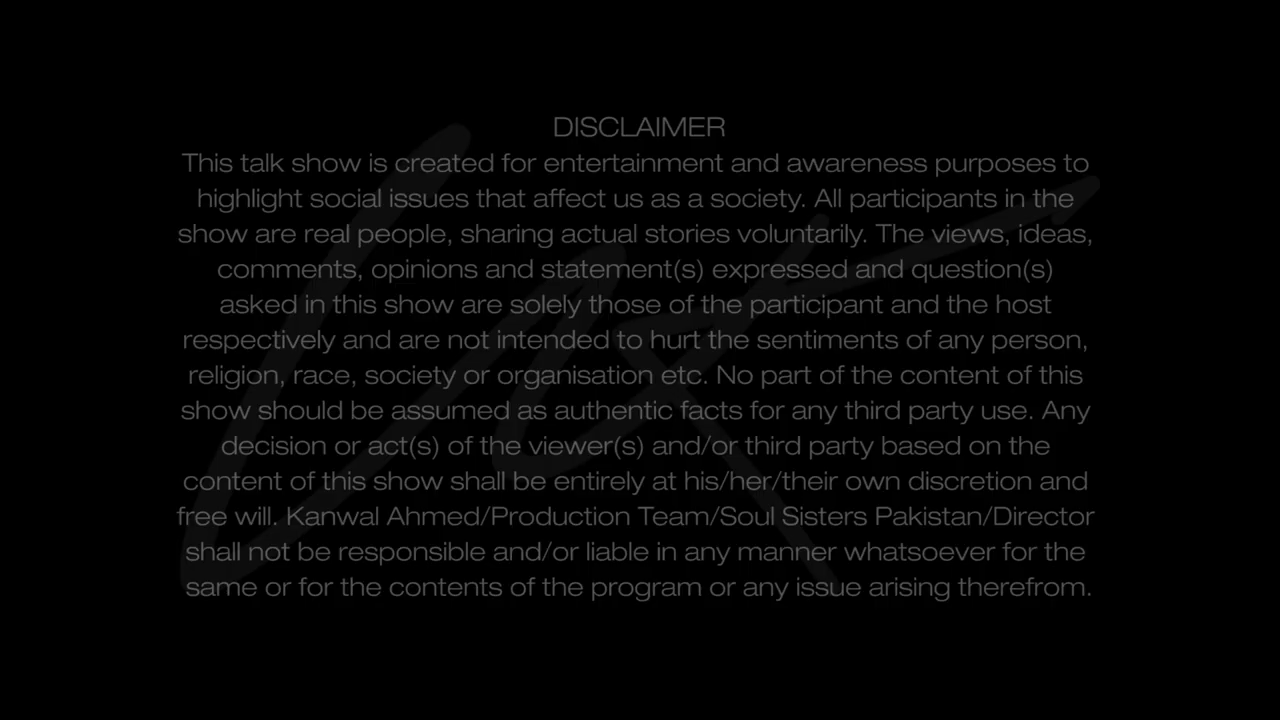 DISCLAIMER
This talk show is created for entertainment and awareness purposes to
highlight social issues that affect us as a society. All participants in the
show are real people, sharing actual stories voluntarily. The views, ideas,
comments, opinions and statement(s) expressed and question(s)
asked in this show are solely those of the participant and the host
respectively and are not intended to hurt the sentiments of any person,
religion, race, society or organisation etc. No part of the content of this
show should be assumed as authentic facts for any third party use. Any
decision or act(s) of the viewer(s) and/or third party based on the
content of this show shall be entirely at his/her/their own discretion and
free will. Kanwal Ahmed/Production Team/Soul Sisters Pakistan/Director
shall not be responsible and/or liable in any manner whatsoever for the
same or for the contents of the program or any issue arising therefrom.